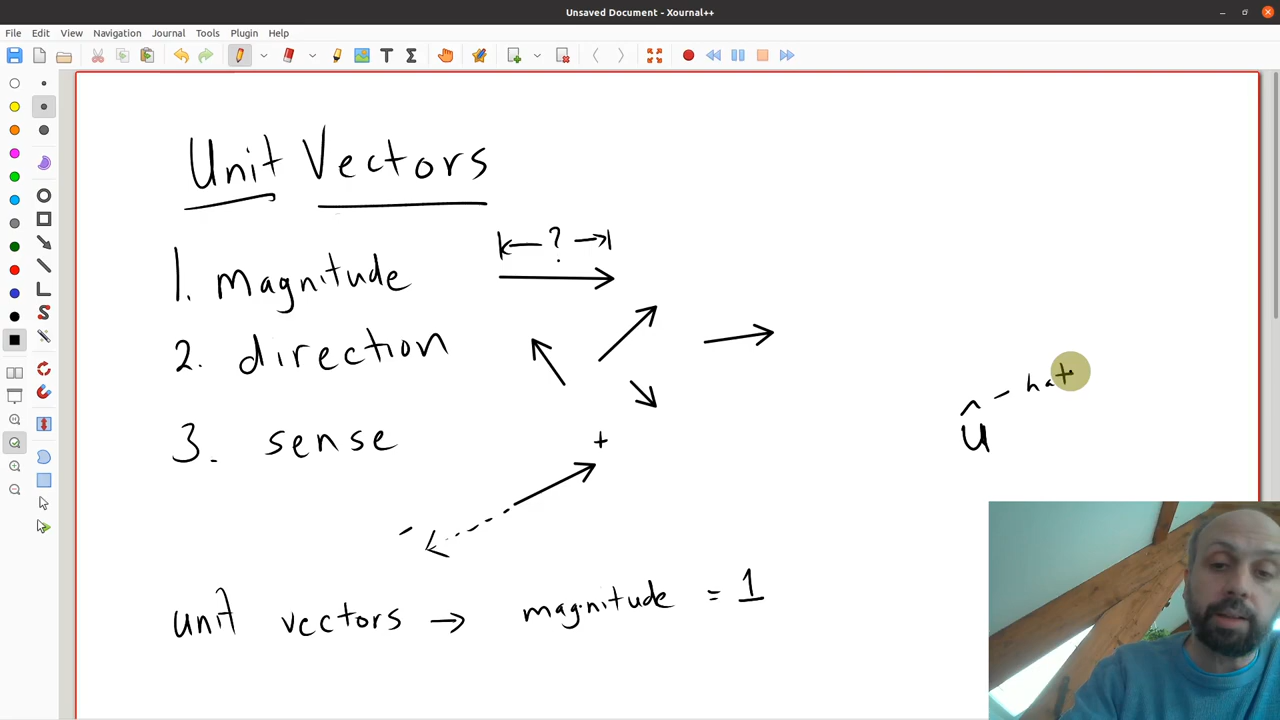 Unsaved Document - Xournal++
File Edit View Navigation Journal Tools Plugin Help
Unit Vectors
1. magnitude
?
2. direction
3. sense
+
-
û - hat
unit vectors → magnitude = 1